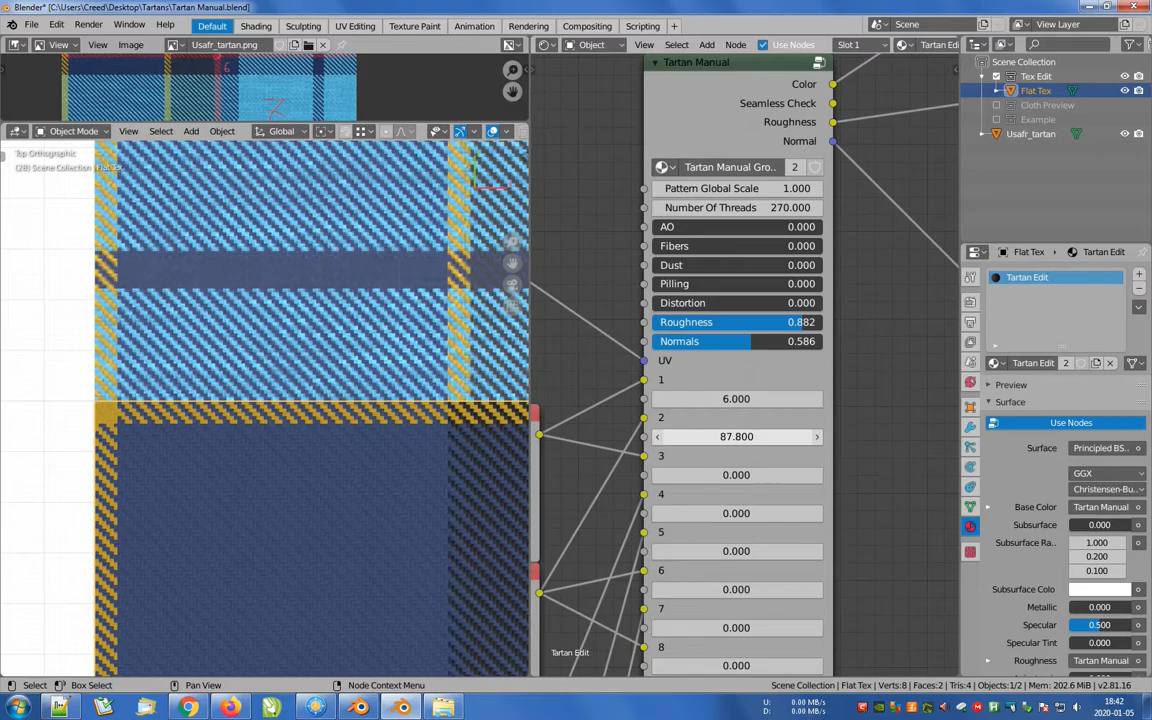 Blender* [C:\Users\Creed\Desktop\Tartans\Tartan Manual.blend]
File Edit Render Window Help Default Shading Sculpting UV Editing Texture Paint Animation Rendering Compositing Scripting + Scene View Layer
View View Image Usafr_tartan.png Object View Select Add Node Use Nodes Slot 1 Tartan Edi
6
Object Mode View Select Add Object Global
Top Orthographic
(28) Scene Collection | Flat Tex
Tartan Manual
Color
Seamless Check
Roughness
Normal
Tartan Manual Gro.. 2
Pattern Global Scale 1.000
Number Of Threads 270.000
AO 0.000
Fibers 0.000
Dust 0.000
Pilling 0.000
Distortion 0.000
Roughness 0.882
Normals 0.586
UV
1
6.000
2
87.800
3
0.000
4
0.000
5
0.000
6
0.000
7
0.000
8
0.000
Tartan Edit
Scene Collection
Tex Edit
Flat Tex
Cloth Preview
Example
Usafr_tartan
Flat Tex Tartan Edit
Tartan Edit
Tartan Edit 2
Preview
Surface
Use Nodes
Surface Principled BS..
GGX
Christensen-Bu..
Base Color Tartan Manual
Subsurface 0.000
Subsurface Ra.. 1.000
0.200
0.100
Subsurface Colo
Metallic 0.000
Specular 0.500
Specular Tint 0.000
Roughness Tartan Manual
Select Box Select Pan View Node Context Menu Scene Collection | Flat Tex | Verts:8 | Faces:2 | Tris:4 | Objects:1/2 | Mem: 202.6 MiB | v2.81.16
U: 0.00 MB/s
D: 0.00 MB/s
18:42
2020-01-05